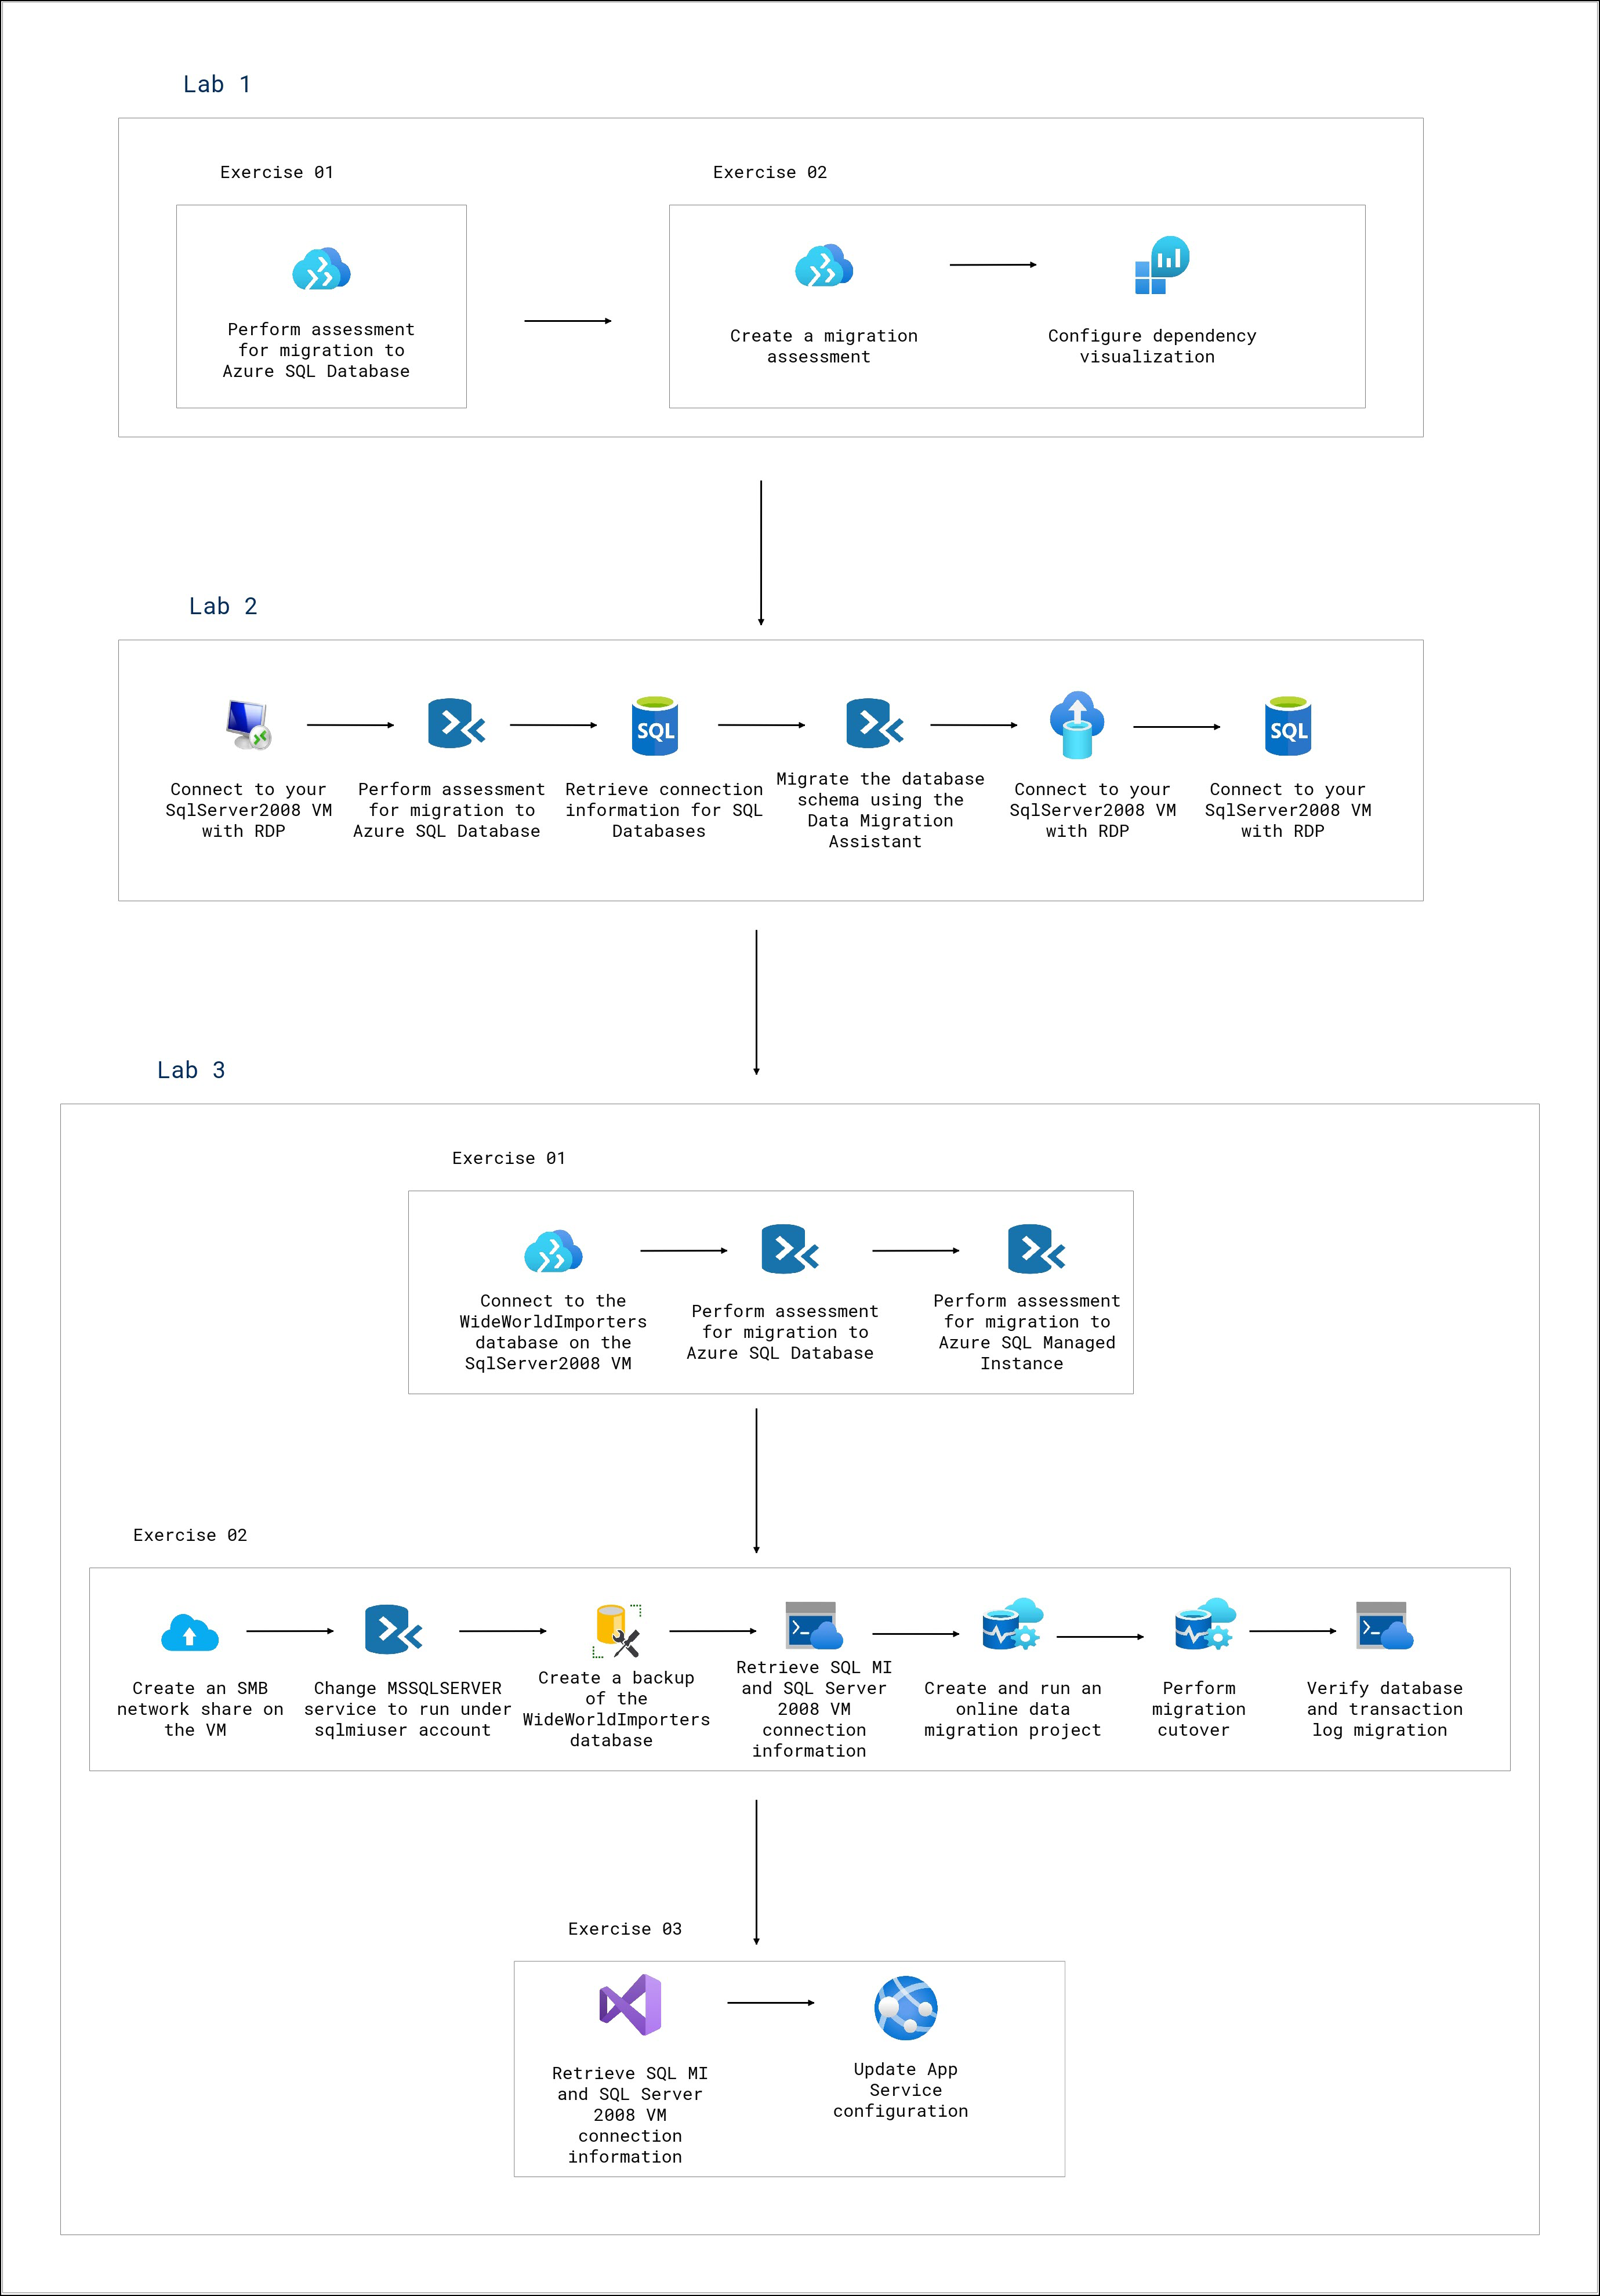 Lab 1
Exercise 01
Exercise 02
Perform assessment
for migration to
Azure SQL Database
Create a migration
assessment
Configure dependency
visualization
Lab 2
SQL
SQL
Connect to your
SqlServer2008 VM
with RDP
Perform assessment
for migration to
Azure SQL Database
Retrieve connection
information for SQL
Databases
Migrate the database
schema using the
Data Migration
Assistant
Connect to your
SqlServer2008 VM
with RDP
Connect to your
SqlServer2008 VM
with RDP
Lab 3
Exercise 01
Connect to the
WideWorldImporters
database on the
SqlServer2008 VM
Perform assessment
for migration to
Azure SQL Database
Perform assessment
for migration to
Azure SQL Managed
Instance
Exercise 02
Create an SMB
network share on
the VM
Change MSSQLSERVER
service to run under
sqlmiuser account
Create a backup
of the
WideWorldImporters
database
Retrieve SQL MI
and SQL Server
2008 VM
connection
information
Create and run an
online data
migration project
Perform
migration
cutover
Verify database
and transaction
log migration
Exercise 03
Retrieve SQL MI
and SQL Server
2008 VM
connection
information
Update App
Service
configuration